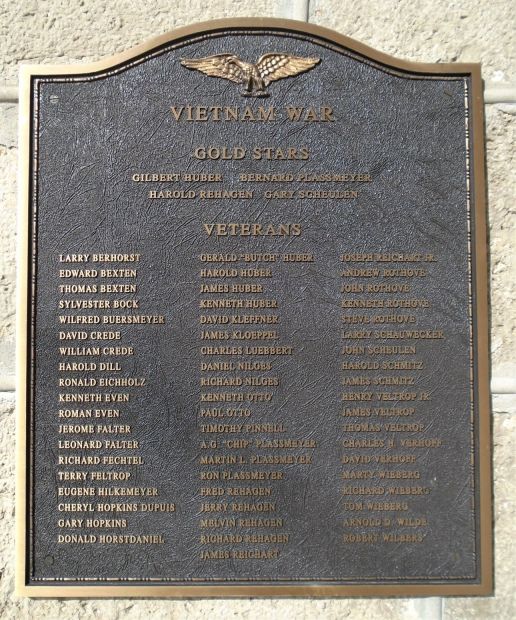 VIETNAM WAR
GOLD STARS
GILBERT HUBER BERNARD PLASSMEYER
HAROLD REHAGEN GARY SCHEULEN
VETERANS
LARRY BERHORST
EDWARD BEXTEN
THOMAS BEXTEN
SYLVESTER BOCK
WILFRED BUERSMEYER
DAVID CREDE
WILLIAM CREDE
HAROLD DILL
RONALD EICHHOLZ
KENNETH EVEN
ROMAN EVEN
JEROME FALTER
LEONARD FALTER
RICHARD FECHTEL
TERRY FELTROP
EUGENE HILKEMEYER
CHERYL HOPKINS DUPUIS
GARY HOPKINS
DONALD HORSTDANIEL
GERALD "BUTCH" HUBER
HAROLD HUBER
JAMES HUBER
KENNETH HUBER
DAVID KLEFFNER
JAMES KLOEPPEL
CHARLES LUEBBERT
DANIEL NILGES
RICHARD NILGES
KENNETH OTTO
PAUL OTTO
TIMOTHY PINNELL
A.G. "CHIP" PLASSMEYER
MARTIN L. PLASSMEYER
RON PLASSMEYER
FRED REHAGEN
JERRY REHAGEN
MELVIN REHAGEN
RICHARD REHAGEN
JAMES REICHART
JOSEPH REICHART JR.
ANDREW ROTHOVE
JOHN ROTHOVE
KENNETH ROTHOVE
STEVE ROTHOVE
LARRY SCHAUWECKER
JOHN SCHEULEN
HAROLD SCHMITZ
JAMES SCHMITZ
HENRY VELTROP JR.
JAMES VELTROP
THOMAS VELTROP
CHARLES H. VERHOFF
DAVID VERHOFF
MARTY WIEBERG
RICHARD WIEBERG
TOM WIEBERG
ARNOLD D. WILDE
ROBERT WILBERS